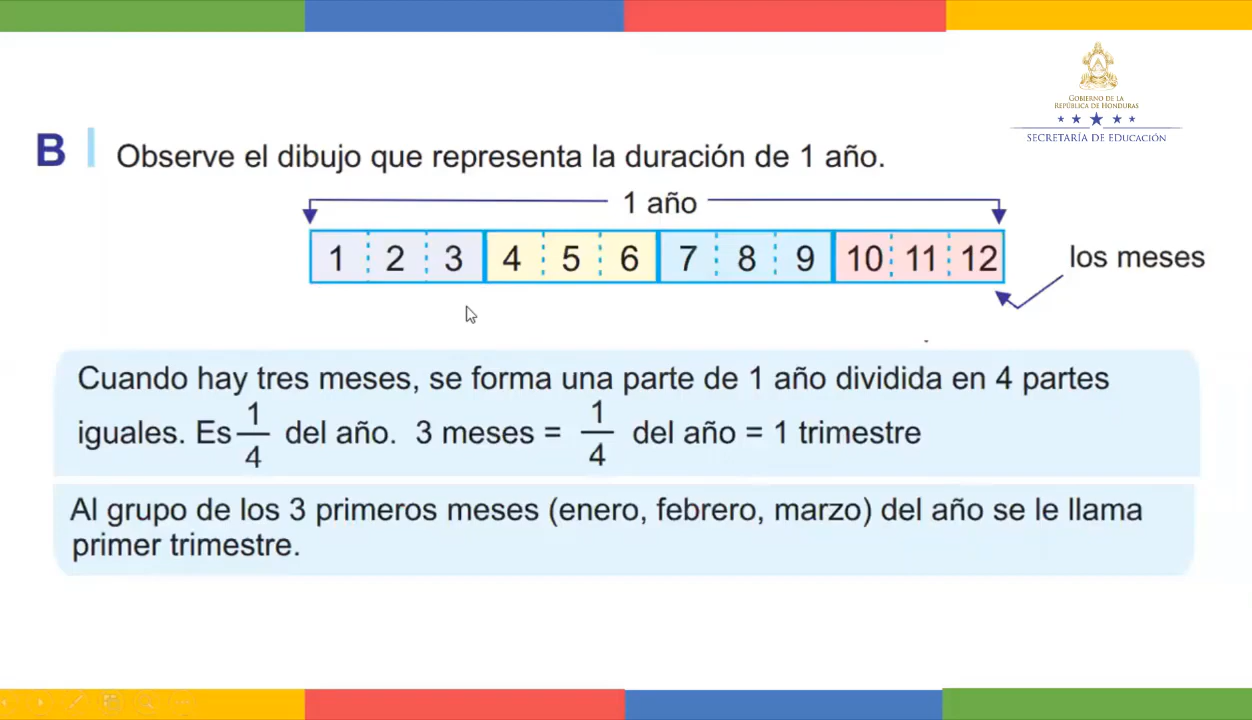 GOBIERNO DE LA
REPÚBLICA DE HONDURAS
SECRETARÍA DE EDUCACIÓN
B Observe el dibujo que representa la duración de 1 año.
1 año
1 2 3 4 5 6 7 8 9 10 11 12
los meses
Cuando hay tres meses, se forma una parte de 1 año dividida en 4 partes
iguales. Es 1/4 del año. 3 meses = 1/4 del año = 1 trimestre
Al grupo de los 3 primeros meses (enero, febrero, marzo) del año se le llama
primer trimestre.